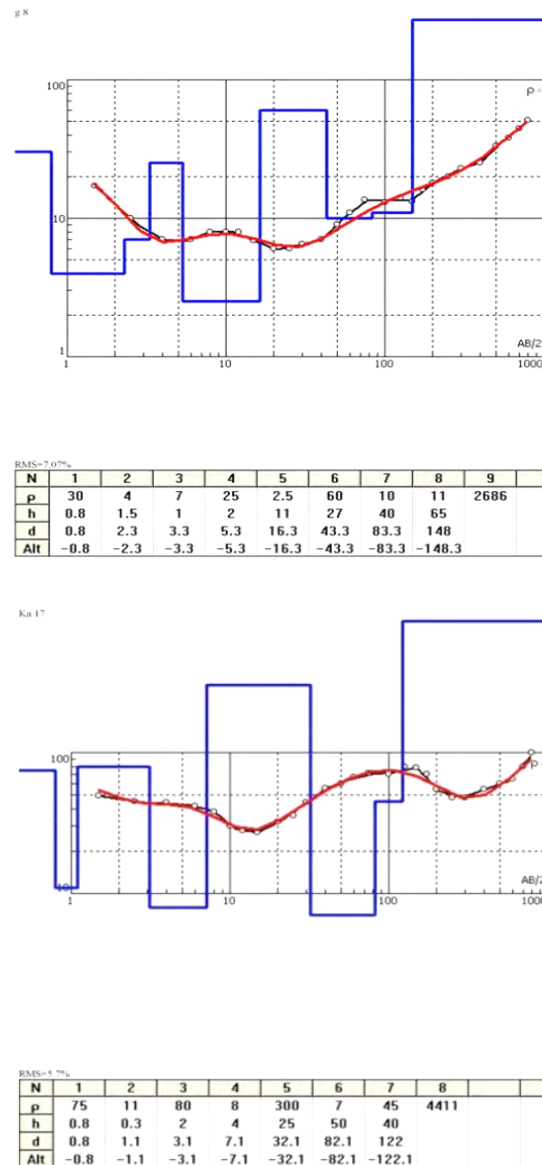 g 8
100
ρ
10
AB/2
1
1 10 100 1000
RMS=7.07%
N 1 2 3 4 5 6 7 8 9
ρ 30 4 7 25 2.5 60 10 11 2686
h 0.8 1.5 1 2 11 27 40 65
d 0.8 2.3 3.3 5.3 16.3 43.3 83.3 148
Alt -0.8 -2.3 -3.3 -5.3 -16.3 -43.3 -83.3 -148.3
Ka 17
100
ρ
10
AB/2
1 10 100 1000
RMS=5.7%
N 1 2 3 4 5 6 7 8
ρ 75 11 80 8 300 7 45 4411
h 0.8 0.3 2 4 25 50 40
d 0.8 1.1 3.1 7.1 32.1 82.1 122
Alt -0.8 -1.1 -3.1 -7.1 -32.1 -82.1 -122.1